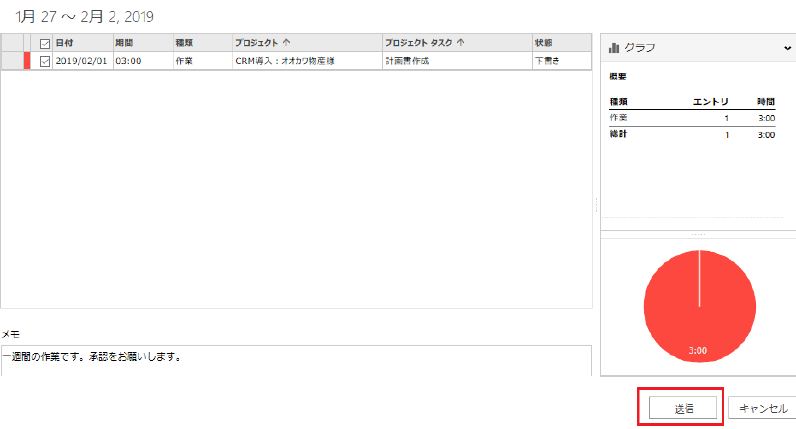 1月 27 ～ 2月 2, 2019
日付 期間 種類 プロジェクト ↑ プロジェクト タスク ↑ 状態
2019/02/01 03:00 作業 CRM導入：オオカワ物産様 計画書作成 下書き
グラフ
概要
種類 エントリ 時間
作業 1 3:00
総計 1 3:00
3:00
メモ
一週間の作業です。承認をお願いします。
送信 キャンセル